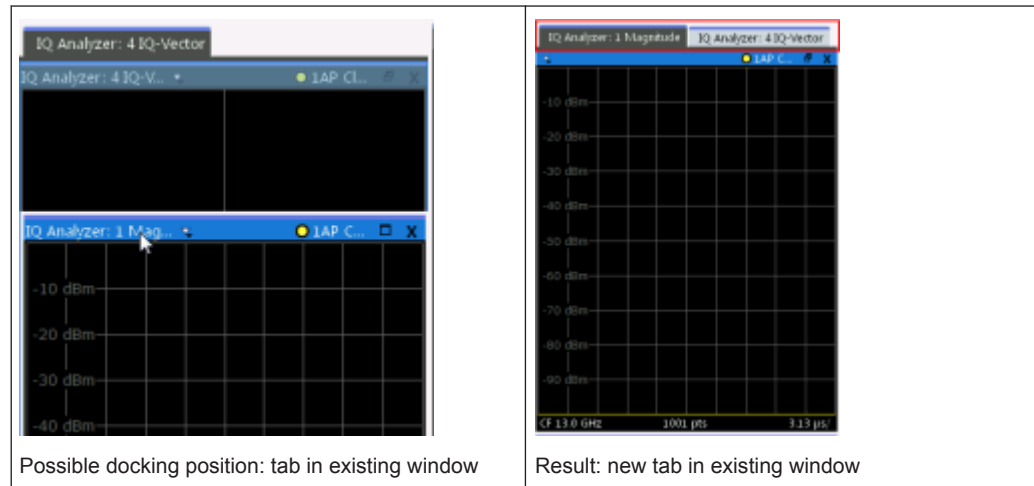 IQ Analyzer: 4 IQ-Vector
IQ Analyzer: 4 IQ-V...
1AP Cl...
X
IQ Analyzer: 1 Mag...
1AP C...
X
-10 dBm
-20 dBm
-30 dBm
-40 dBm
Possible docking position: tab in existing window
IQ Analyzer: 1 Magnitude
IQ Analyzer: 4 IQ-Vector
1AP C...
X
-10 dBm
-20 dBm
-30 dBm
-40 dBm
-50 dBm
-60 dBm
-70 dBm
-80 dBm
-90 dBm
CF 13.0 GHz
1001 pts
3.13 µs/
Result: new tab in existing window